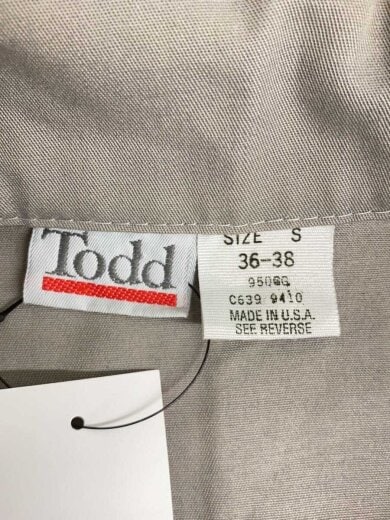 Todd
SIZE S
36-38
C639 9410
MADE IN U.S.A.
SEE REVERSE